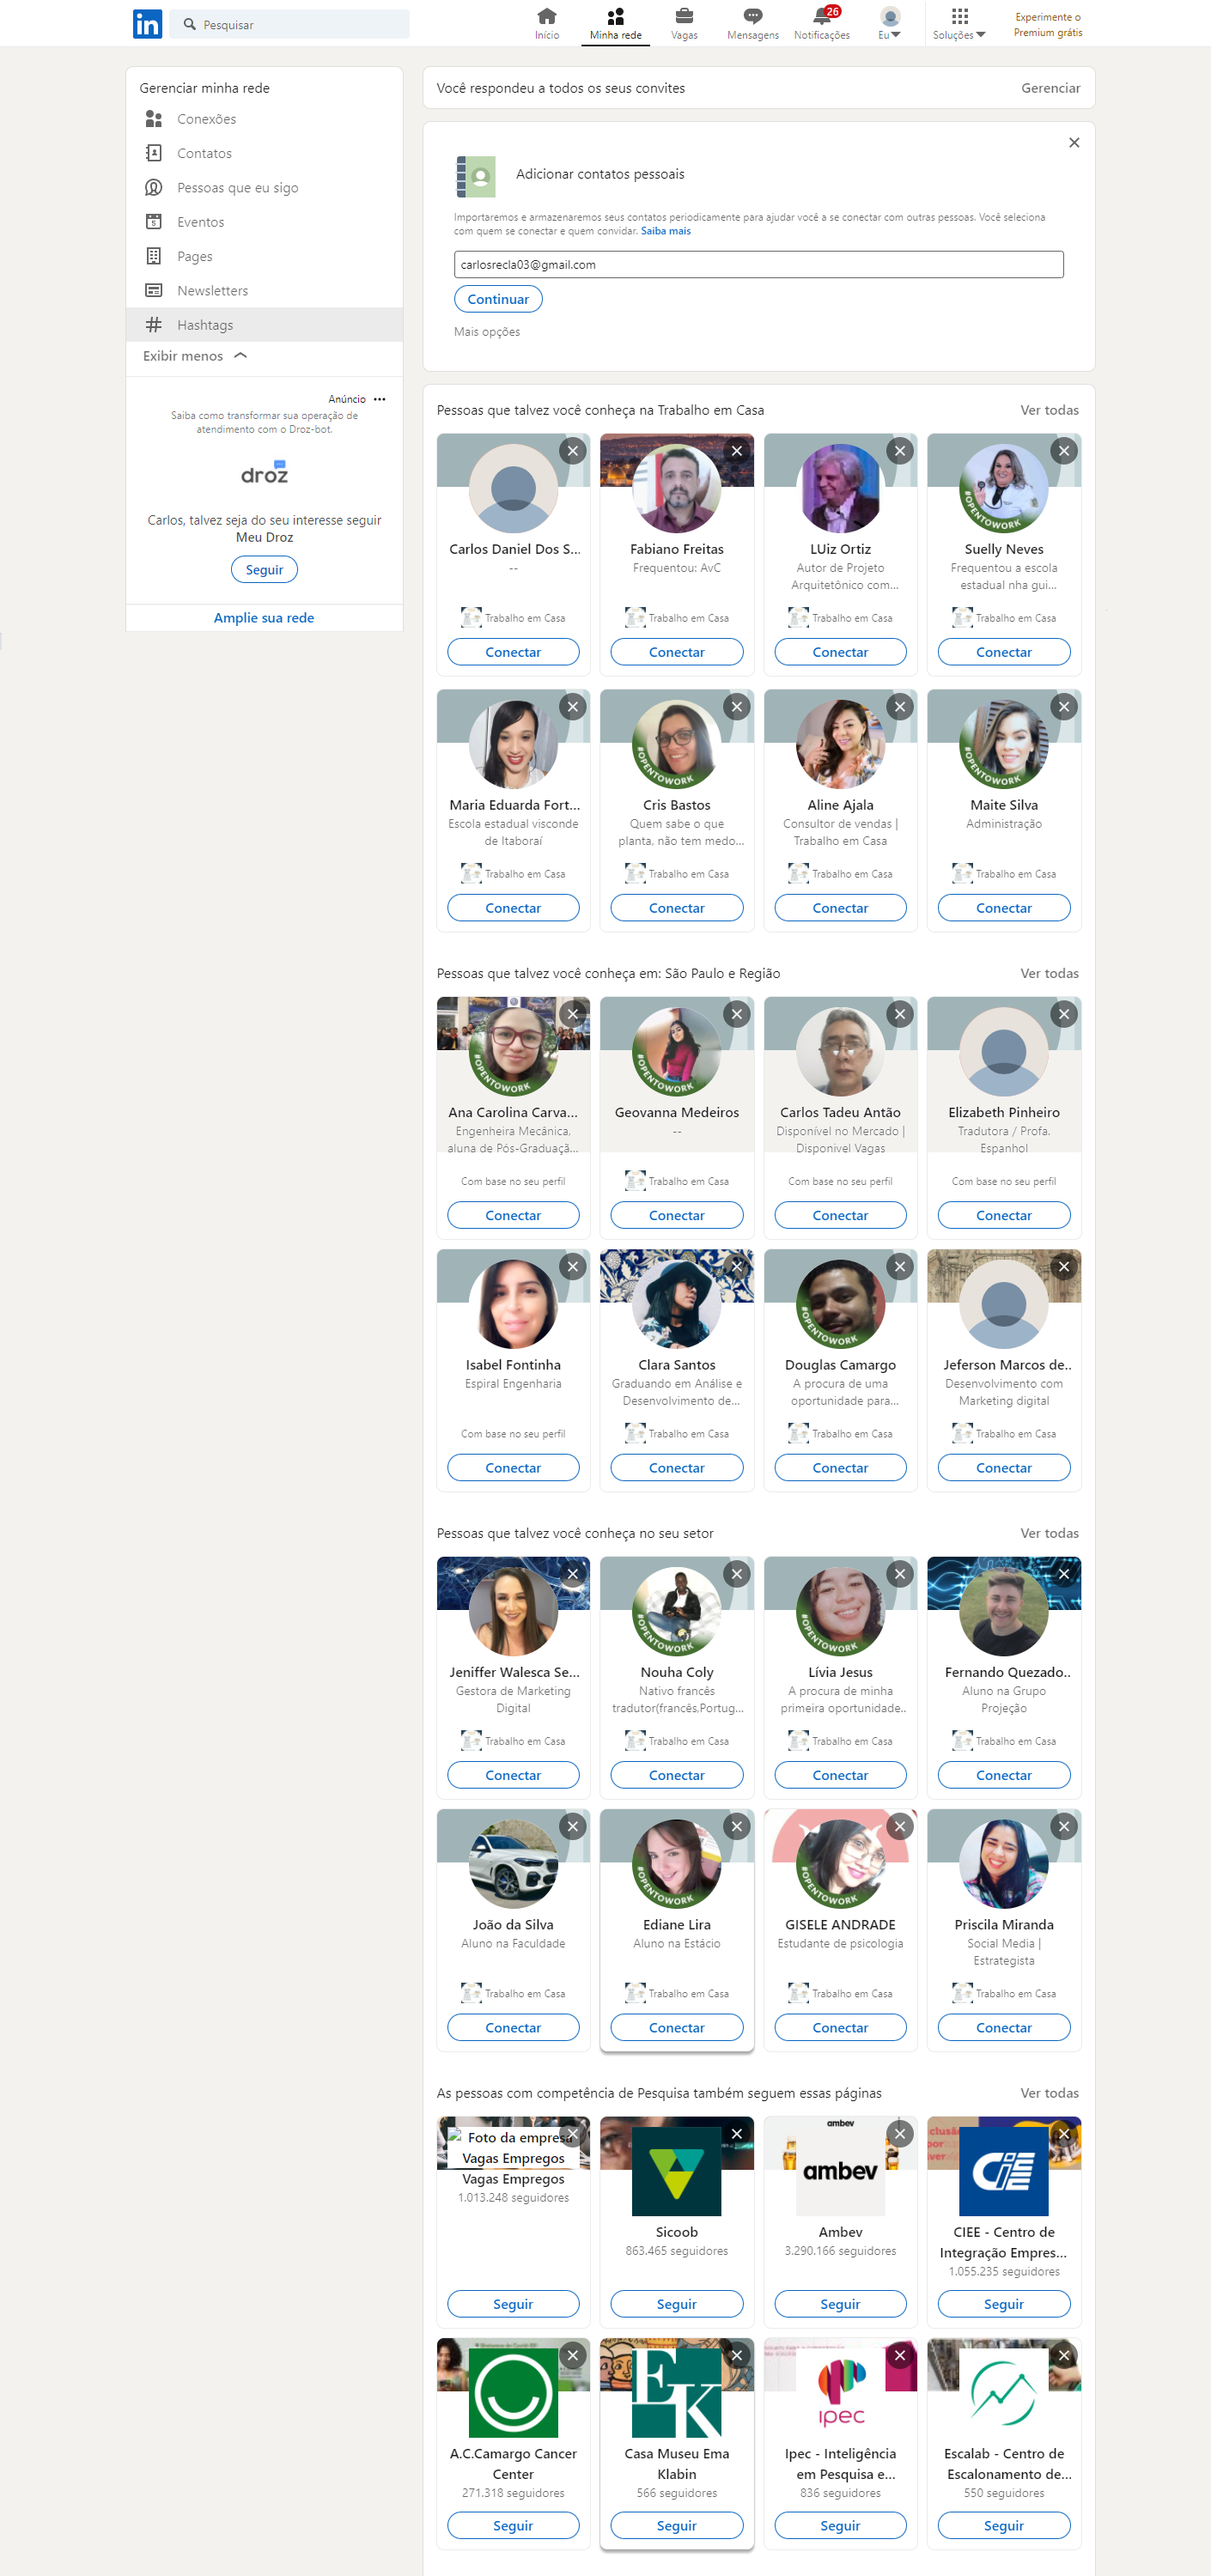 in
Pesquisar
Início
Minha rede
Vagas
Mensagens
26
Notificações
Eu
Soluções
Experimente o
Premium grátis
Gerenciar minha rede
Conexões
Contatos
Pessoas que eu sigo
Eventos
Pages
Newsletters
Hashtags
Exibir menos
Anúncio •••
Saiba como transformar sua operação de
atendimento com o Droz-bot.
droz
Carlos, talvez seja do seu interesse seguir
Meu Droz
Seguir
Amplie sua rede
Você respondeu a todos os seus convites
Gerenciar
Adicionar contatos pessoais
Importaremos e armazenaremos seus contatos periodicamente para ajudar você a se conectar com outras pessoas. Você seleciona
com quem se conectar e quem convidar. Saiba mais
carlosrecla03@gmail.com
Continuar
Mais opções
Pessoas que talvez você conheça na Trabalho em Casa
Ver todas
Carlos Daniel Dos S...
--
Trabalho em Casa
Conectar
Fabiano Freitas
Frequentou: AvC
Trabalho em Casa
Conectar
LUiz Ortiz
Autor de Projeto
Arquitetônico com...
Trabalho em Casa
Conectar
#OPENTOWORK
Suelly Neves
Frequentou a escola
estadual nha gui...
Trabalho em Casa
Conectar
Maria Eduarda Fort...
Escola estadual visconde
de Itaboraí
Trabalho em Casa
Conectar
#OPENTOWORK
Cris Bastos
Quem sabe o que
planta, não tem medo...
Trabalho em Casa
Conectar
Aline Ajala
Consultor de vendas |
Trabalho em Casa
Trabalho em Casa
Conectar
#OPENTOWORK
Maite Silva
Administração
Trabalho em Casa
Conectar
Pessoas que talvez você conheça em: São Paulo e Região
Ver todas
#OPENTOWORK
Ana Carolina Carva...
Engenheira Mecânica,
aluna de Pós-Graduaçã...
Com base no seu perfil
Conectar
#OPENTOWORK
Geovanna Medeiros
--
Trabalho em Casa
Conectar
Carlos Tadeu Antão
Disponível no Mercado |
Disponivel Vagas
Com base no seu perfil
Conectar
Elizabeth Pinheiro
Tradutora / Profa.
Espanhol
Com base no seu perfil
Conectar
Isabel Fontinha
Espiral Engenharia
Com base no seu perfil
Conectar
Clara Santos
Graduando em Análise e
Desenvolvimento de...
Trabalho em Casa
Conectar
#OPENTOWORK
Douglas Camargo
A procura de uma
oportunidade para...
Trabalho em Casa
Conectar
Jeferson Marcos de..
Desenvolvimento com
Marketing digital
Trabalho em Casa
Conectar
Pessoas que talvez você conheça no seu setor
Ver todas
Jeniffer Walesca Se...
Gestora de Marketing
Digital
Trabalho em Casa
Conectar
#OPENTOWORK
Nouha Coly
Nativo francês
tradutor(francês,Portug...
Trabalho em Casa
Conectar
#OPENTOWORK
Lívia Jesus
A procura de minha
primeira oportunidade..
Trabalho em Casa
Conectar
Fernando Quezado..
Aluno na Grupo
Projeção
Trabalho em Casa
Conectar
João da Silva
Aluno na Faculdade
Trabalho em Casa
Conectar
#OPENTOWORK
Ediane Lira
Aluno na Estácio
Trabalho em Casa
Conectar
#OPENTOWORK
GISELE ANDRADE
Estudante de psicologia
Trabalho em Casa
Conectar
Priscila Miranda
Social Media |
Estrategista
Trabalho em Casa
Conectar
As pessoas com competência de Pesquisa também seguem essas páginas
Ver todas
Foto da empresa
Vagas Empregos
Vagas Empregos
1.013.248 seguidores
Seguir
Sicoob
863.465 seguidores
Seguir
ambev
ambev
Ambev
3.290.166 seguidores
Seguir
CIEE
CIEE - Centro de
Integração Empres...
1.055.235 seguidores
Seguir
A.C.Camargo Cancer
Center
271.318 seguidores
Seguir
EK
Casa Museu Ema
Klabin
566 seguidores
Seguir
ipec
Ipec - Inteligência
em Pesquisa e...
836 seguidores
Seguir
Escalab - Centro de
Escalonamento de...
550 seguidores
Seguir